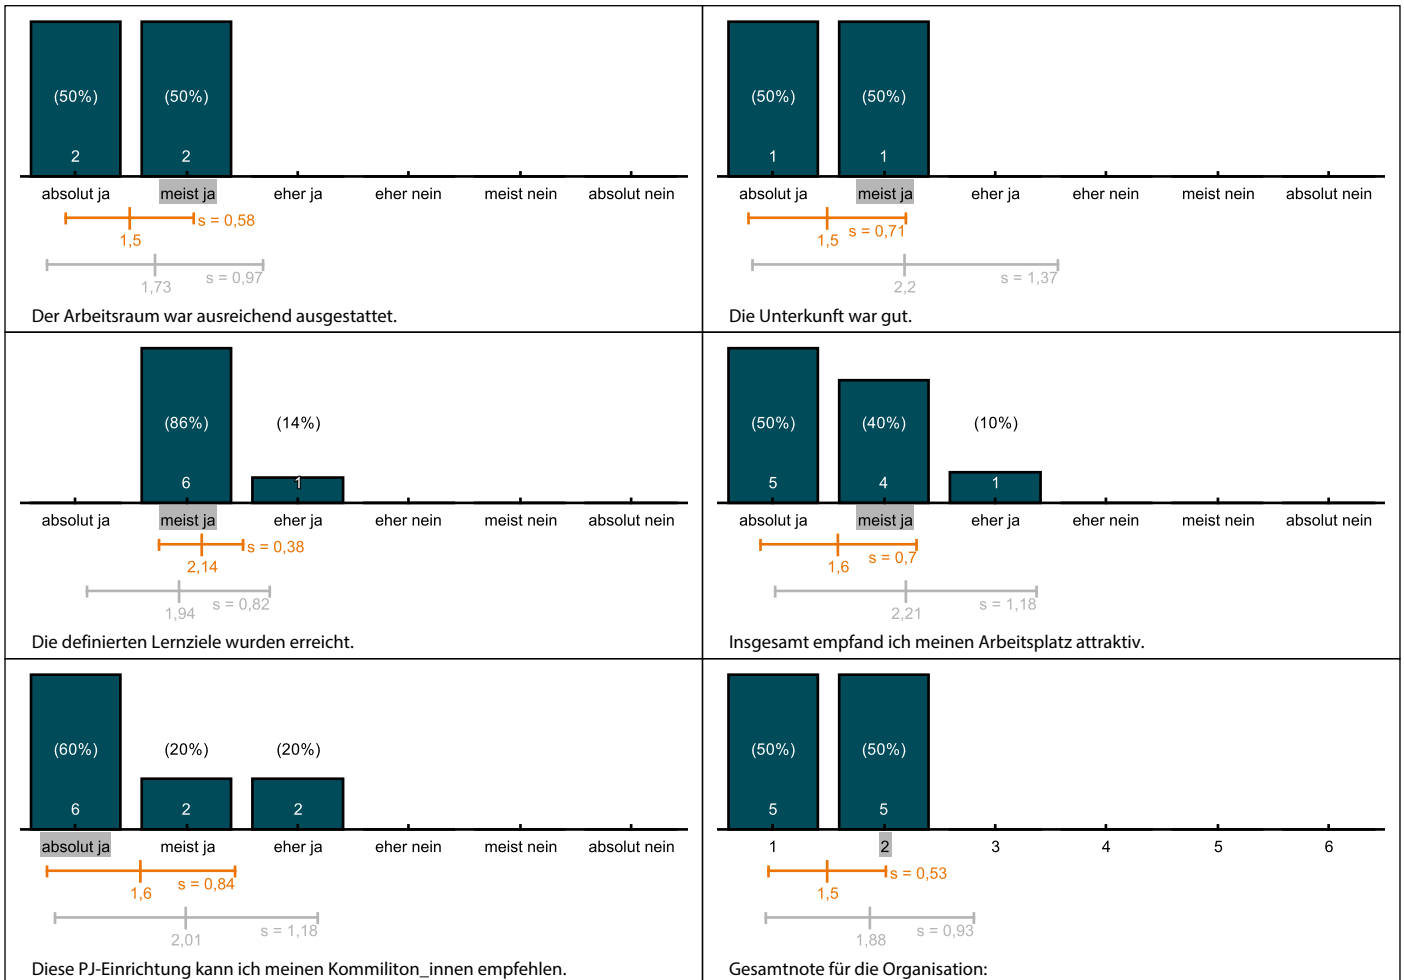 (50%) (50%)
2 2
absolut ja meist ja eher ja eher nein meist nein absolut nein
s = 0,58
1,5
s = 0,97
1,73
Der Arbeitsraum war ausreichend ausgestattet.
(50%) (50%)
1 1
absolut ja meist ja eher ja eher nein meist nein absolut nein
s = 0,71
1,5
s = 1,37
2,2
Die Unterkunft war gut.
(86%) (14%)
6 1
absolut ja meist ja eher ja eher nein meist nein absolut nein
s = 0,38
2,14
s = 0,82
1,94
Die definierten Lernziele wurden erreicht.
(50%) (40%) (10%)
5 4 1
absolut ja meist ja eher ja eher nein meist nein absolut nein
s = 0,7
1,6
s = 1,18
2,21
Insgesamt empfand ich meinen Arbeitsplatz attraktiv.
(60%) (20%) (20%)
6 2 2
absolut ja meist ja eher ja eher nein meist nein absolut nein
s = 0,84
1,6
s = 1,18
2,01
Diese PJ-Einrichtung kann ich meinen Kommiliton_innen empfehlen.
(50%) (50%)
5 5
1 2 3 4 5 6
s = 0,53
1,5
s = 0,93
1,88
Gesamtnote für die Organisation: